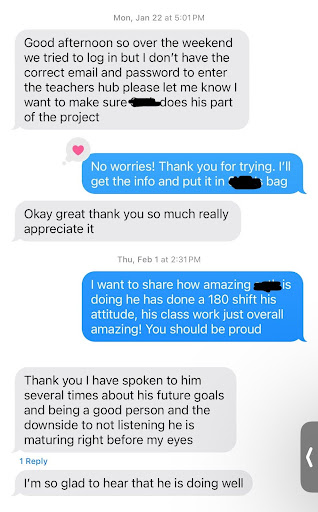 Mon, Jan 22 at 5:01 PM
Good afternoon so over the weekend
we tried to log in but I don't have the
correct email and password to enter
the teachers hub please let me know I
want to make sure does his part
of the project
No worries! Thank you for trying. I'll
get the info and put it in bag
Okay great thank you so much really
appreciate it
Thu, Feb 1 at 2:31 PM
I want to share how amazing is
doing he has done a 180 shift his
attitude, his class work just overall
amazing! You should be proud
Thank you I have spoken to him
several times about his future goals
and being a good person and the
downside to not listening he is
maturing right before my eyes
1 Reply
I'm so glad to hear that he is doing well